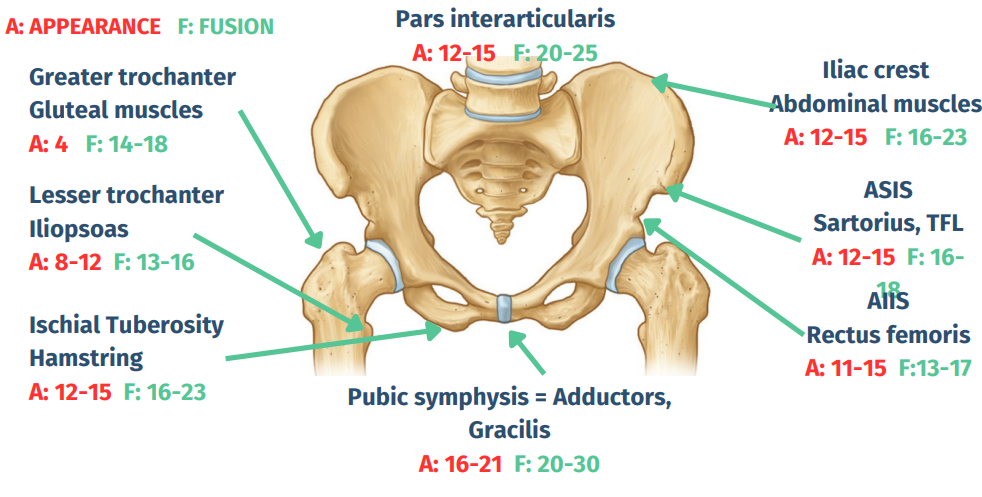 A: APPEARANCE F: FUSION
Pars interarticularis
A: 12-15 F: 20-25
Greater trochanter
Gluteal muscles
A: 4 F: 14-18
Lesser trochanter
Iliopsoas
A: 8-12 F: 13-16
Ischial Tuberosity
Hamstring
A: 12-15 F: 16-23
Iliac crest
Abdominal muscles
A: 12-15 F: 16-23
ASIS
Sartorius, TFL
A: 12-15 F: 16-
18
AIIS
Rectus femoris
A: 11-15 F:13-17
Pubic symphysis = Adductors,
Gracilis
A: 16-21 F: 20-30